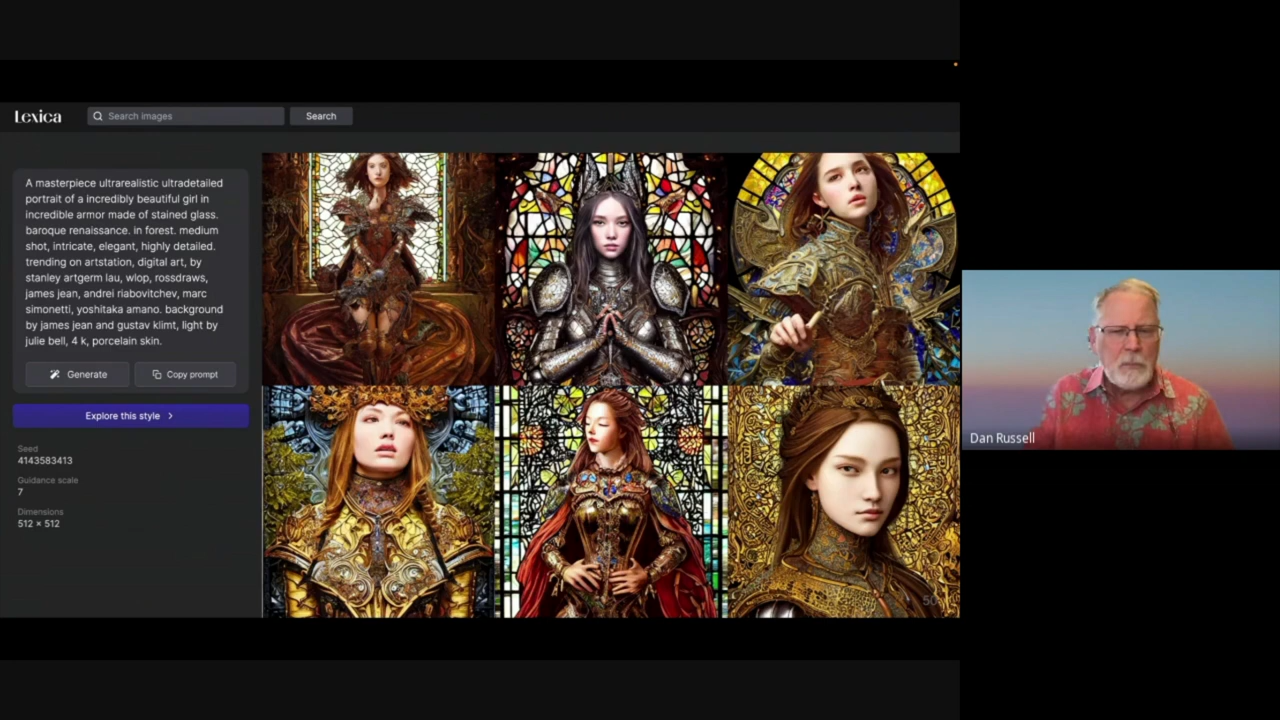 Lexica
Search images
Search
A masterpiece ultrarealistic ultradetailed
portrait of a incredibly beautiful girl in
incredible armor made of stained glass.
baroque renaissance. in forest. medium
shot, intricate, elegant, highly detailed.
trending on artstation, digital art, by
stanley artgerm lau, wlop, rossdraws,
james jean, andrei riabovitchev, marc
simonetti, yoshitaka amano. background
by james jean and gustav klimt, light by
julie bell, 4 k, porcelain skin.
Generate
Copy prompt
Explore this style
Seed
4143583413
Guidance scale
7
Dimensions
512 × 512
50
Dan Russell